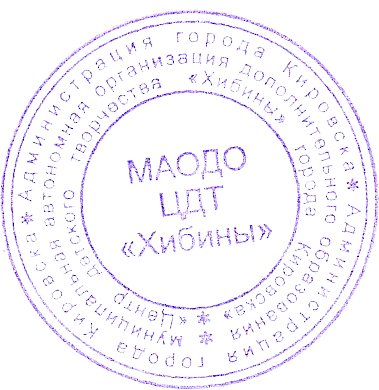 Администрация города Кировска * Администрация города Кировска *
муниципальная автономная организация дополнительного образования *
«Центр детского творчества «Хибины» города Кировска»
МАОДО
ЦДТ
«Хибины»